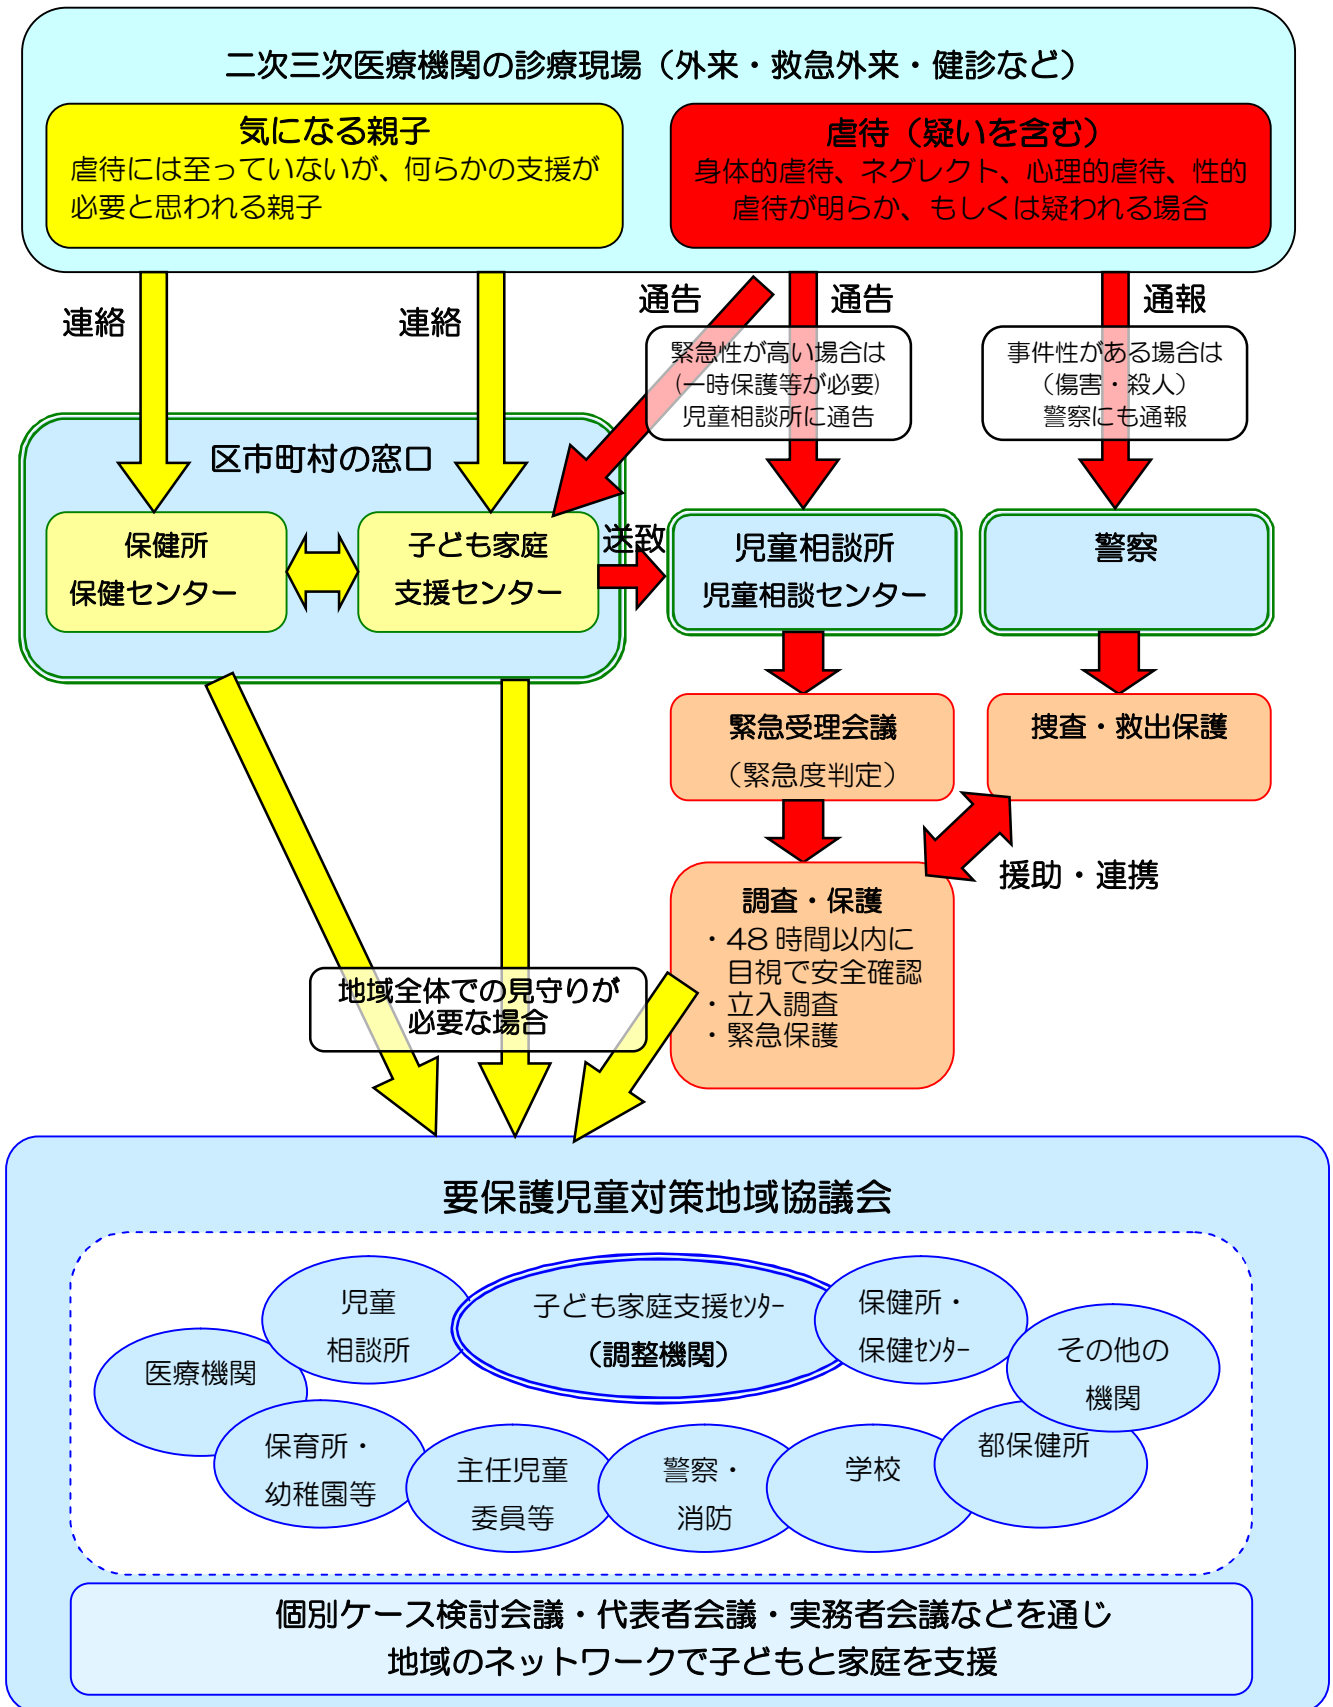 二次三次医療機関の診療現場（外来・救急外来・健診など）
気になる親子
虐待には至っていないが、何らかの支援が
必要と思われる親子
虐待（疑いを含む）
身体的虐待、ネグレクト、心理的虐待、性的
虐待が明らか、もしくは疑われる場合
連絡
連絡
通告
通告
通報
緊急性が高い場合は
(一時保護等が必要)
児童相談所に通告
事件性がある場合は
（傷害・殺人）
警察にも通報
区市町村の窓口
保健所
保健センター
子ども家庭
支援センター
送致
児童相談所
児童相談センター
警察
緊急受理会議
（緊急度判定）
捜査・救出保護
援助・連携
調査・保護
・48 時間以内に
目視で安全確認
・立入調査
・緊急保護
地域全体での見守りが
必要な場合
要保護児童対策地域協議会
児童
相談所
子ども家庭支援ｾﾝﾀｰ
（調整機関）
保健所・
保健ｾﾝﾀｰ
その他の
機関
医療機関
保育所・
幼稚園等
主任児童
委員等
警察・
消防
学校
都保健所
個別ケース検討会議・代表者会議・実務者会議などを通じ
地域のネットワークで子どもと家庭を支援